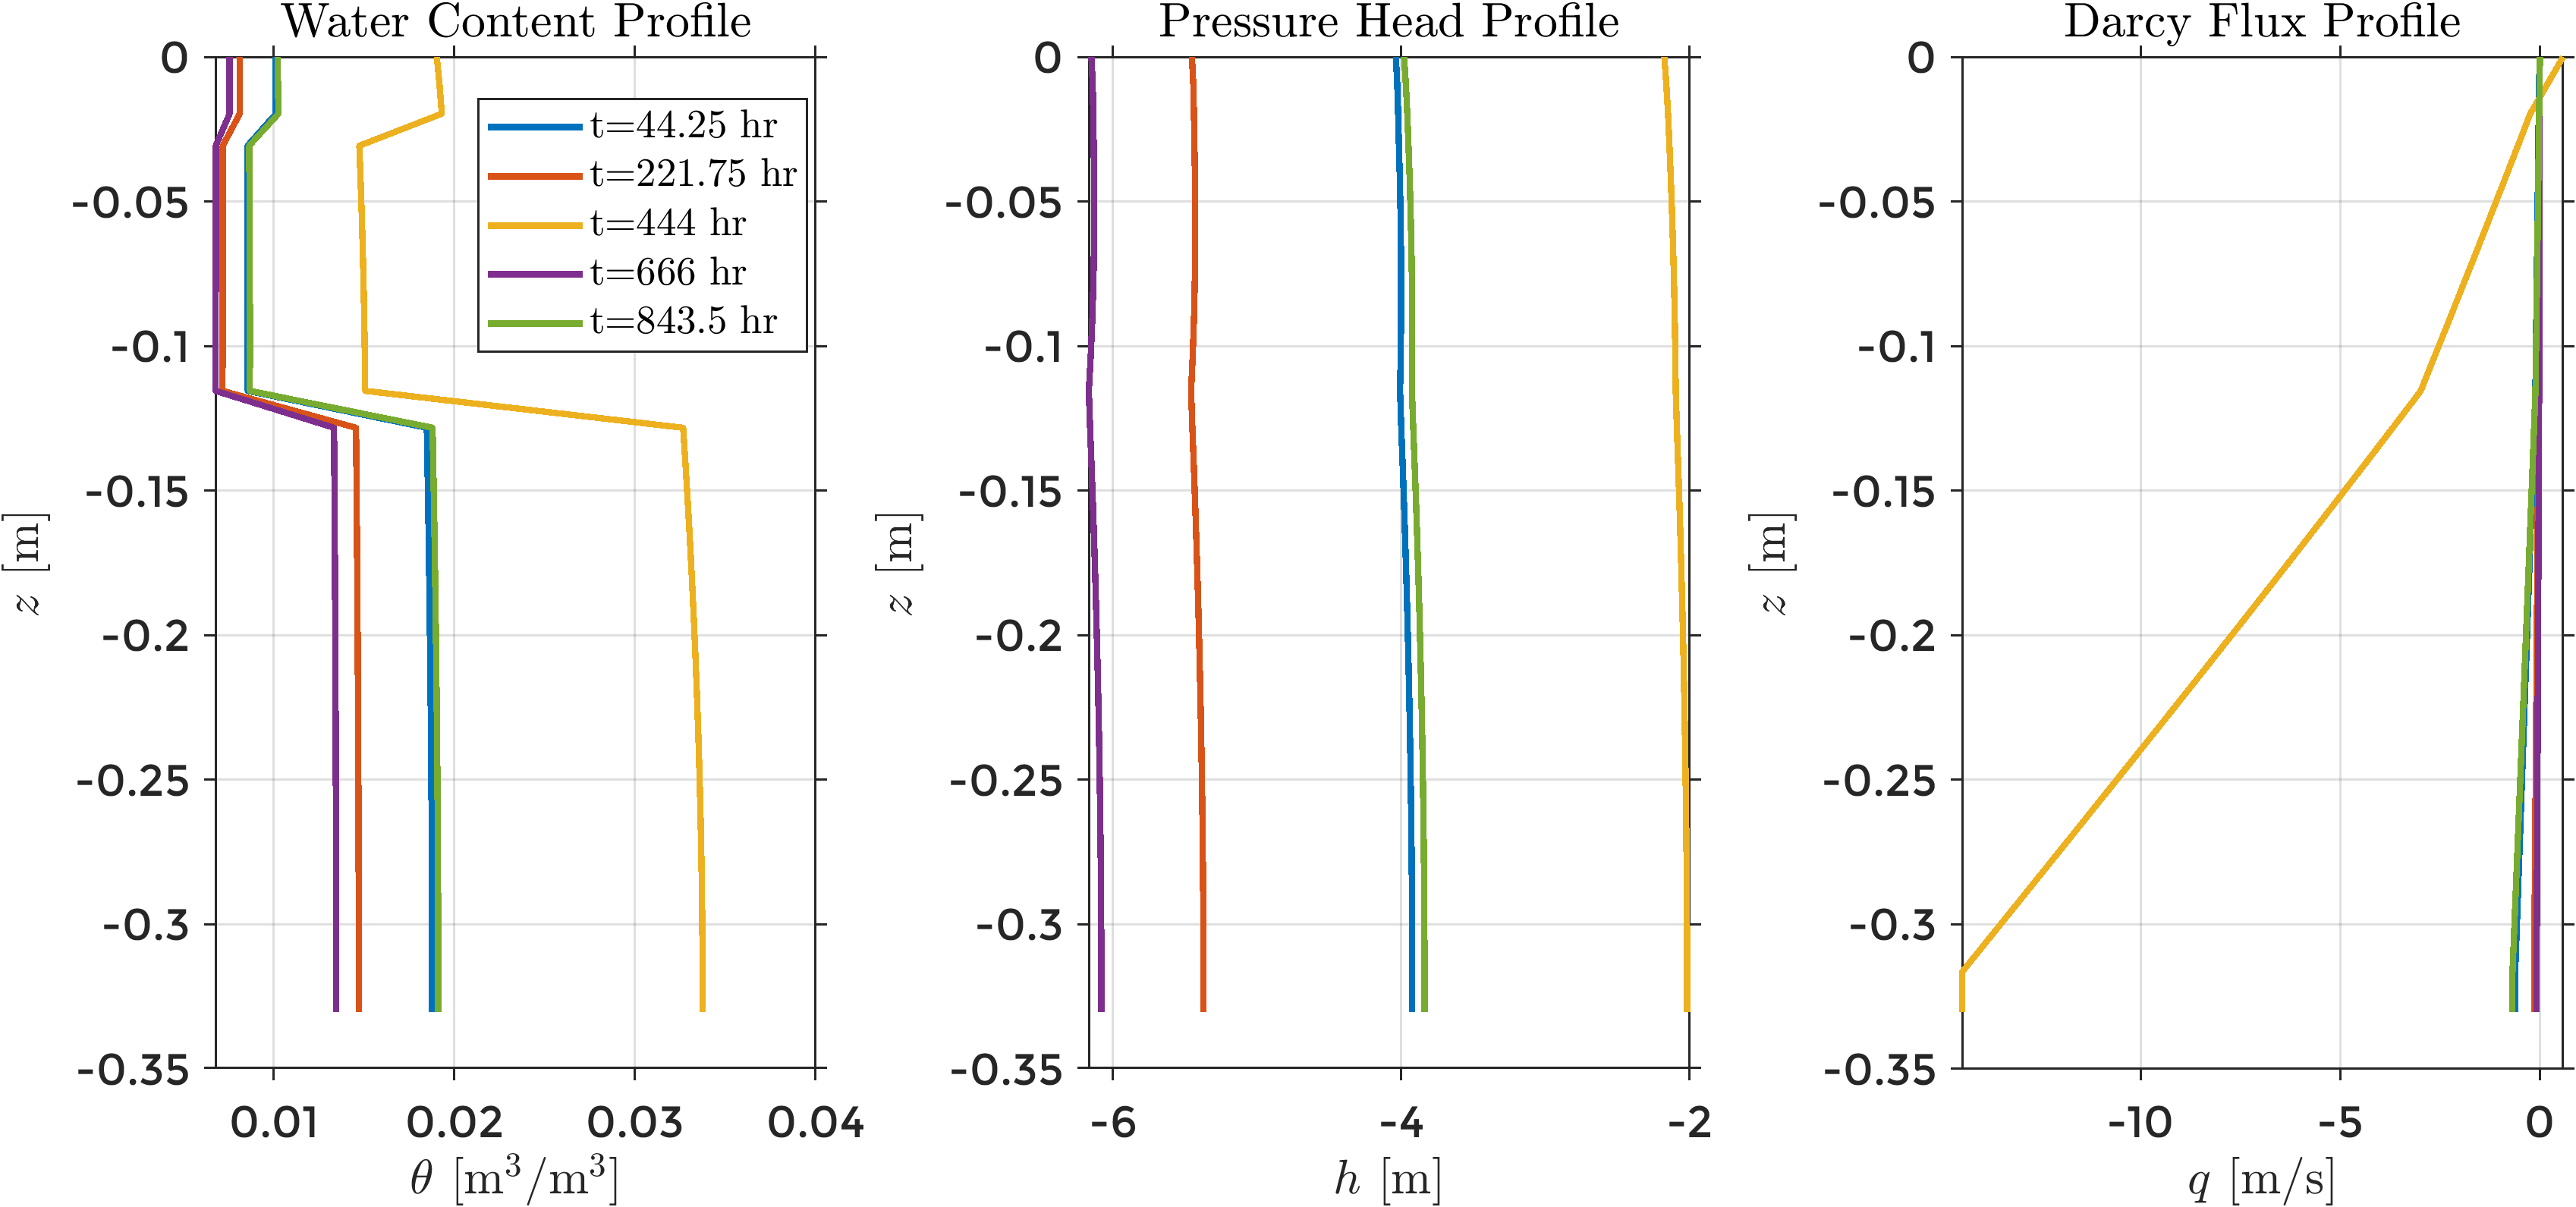 Water Content Profile
0
-0.05
-0.1
-0.15
-0.2
-0.25
-0.3
-0.35
z [m]
t=44.25 hr
t=221.75 hr
t=444 hr
t=666 hr
t=843.5 hr
0.01 0.02 0.03 0.04
θ [m³/m³]
Pressure Head Profile
0
-0.05
-0.1
-0.15
-0.2
-0.25
-0.3
-0.35
z [m]
-6 -4 -2
h [m]
Darcy Flux Profile
0
-0.05
-0.1
-0.15
-0.2
-0.25
-0.3
-0.35
z [m]
-10 -5 0
q [m/s]